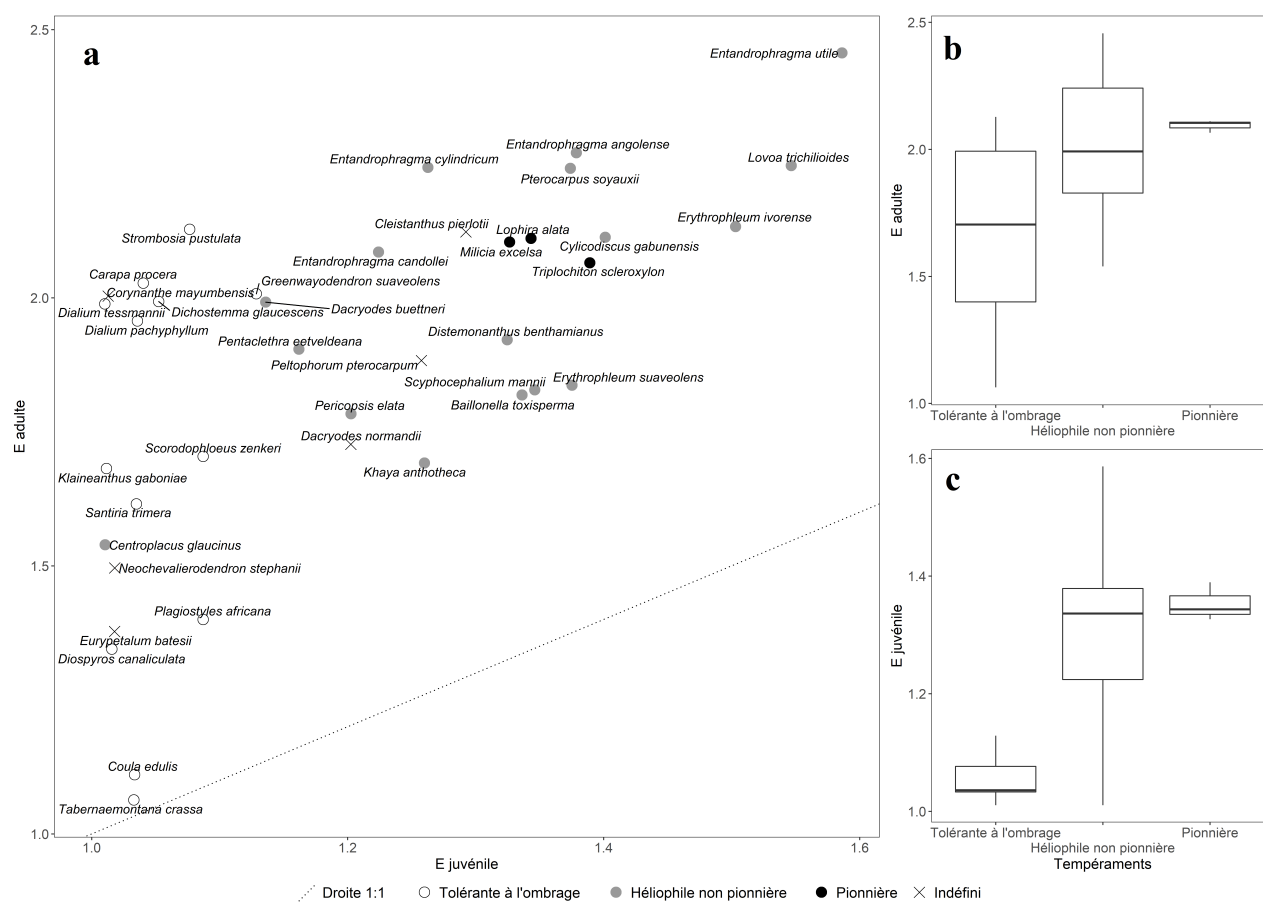 a
2.5
2.0
1.5
1.0
E adulte
Entandrophragma utile
Entandrophragma angolense
Entandrophragma cylindricum
Lovoa trichilioides
Pterocarpus soyauxii
Erythrophleum ivorense
Cleistanthus pierlotii
Lophira alata
Strombosia pustulata
Cylicodiscus gabunensis
Milicia excelsa
Entandrophragma candollei
Triplochiton scleroxylon
Carapa procera
Greenwayodendron suaveolens
Corynanthe mayumbensis
Dacryodes buettneri
Dialium tessmannii
Dichostemma glaucescens
Dialium pachyphyllum
Distemonanthus benthamianus
Pentaclethra eetveldeana
Peltophorum pterocarpum
Scyphocephalium mannii
Erythrophleum suaveolens
Pericopsis elata
Baillonella toxisperma
Dacryodes normandii
Scorodophloeus zenkeri
Khaya anthotheca
Klaineanthus gaboniae
Santiria trimera
Centroplacus glaucinus
Neochevalierodendron stephanii
Plagiostyles africana
Eurypetalum batesii
Diospyros canaliculata
Coula edulis
Tabernaemontana crassa
1.0
1.2
1.4
1.6
E juvénile
b
2.5
2.0
1.5
1.0
E adulte
Tolérante à l'ombrage
Héliophile non pionnière
Pionnière
c
1.6
1.4
1.2
1.0
E juvénile
Tolérante à l'ombrage
Héliophile non pionnière
Pionnière
Tempéraments
Droite 1:1
Tolérante à l'ombrage
Héliophile non pionnière
Pionnière
Indéfini